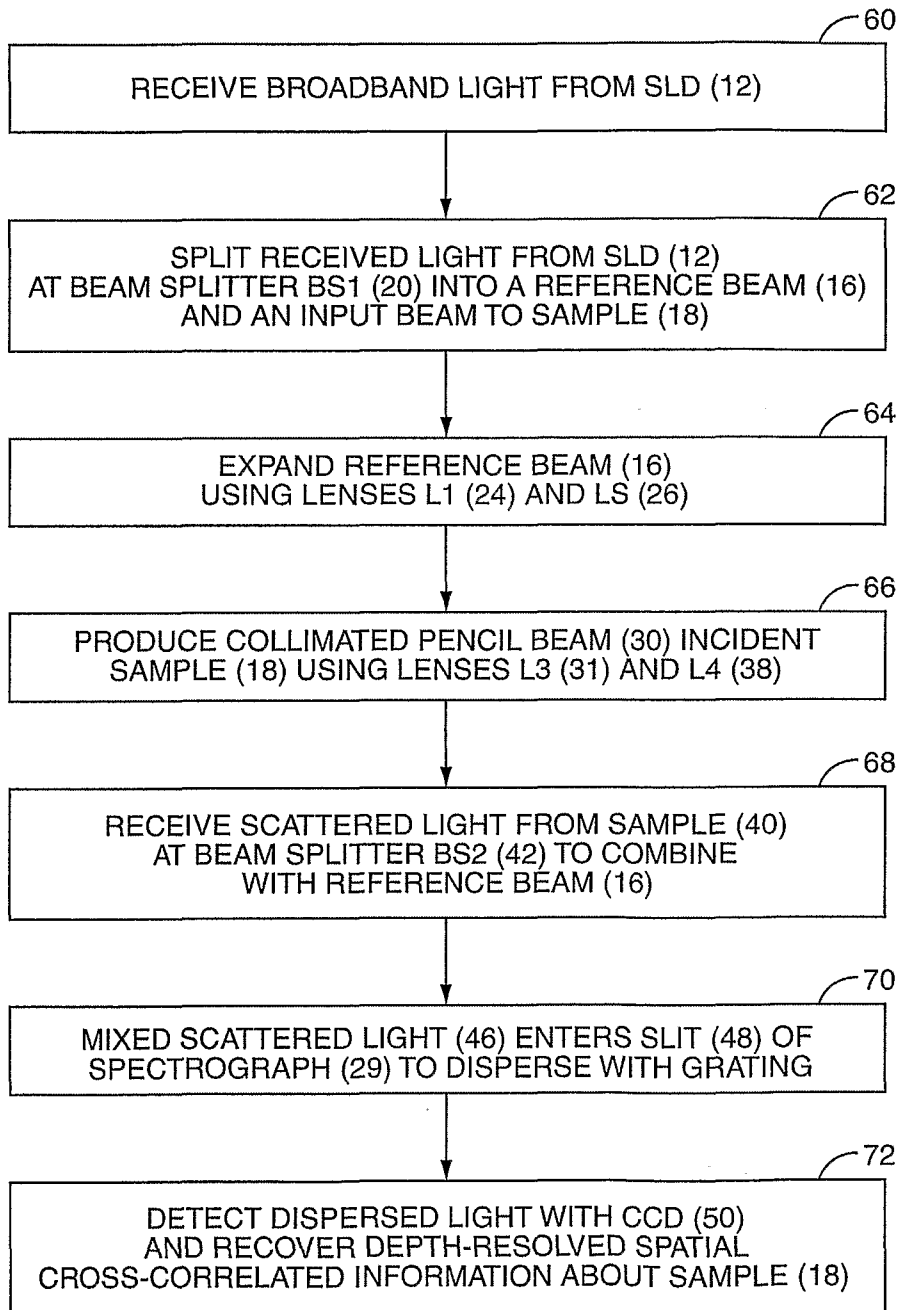 60
RECEIVE BROADBAND LIGHT FROM SLD (12)
62
SPLIT RECEIVED LIGHT FROM SLD (12)
AT BEAM SPLITTER BS1 (20) INTO A REFERENCE BEAM (16)
AND AN INPUT BEAM TO SAMPLE (18)
64
EXPAND REFERENCE BEAM (16)
USING LENSES L1 (24) AND LS (26)
66
PRODUCE COLLIMATED PENCIL BEAM (30) INCIDENT
SAMPLE (18) USING LENSES L3 (31) AND L4 (38)
68
RECEIVE SCATTERED LIGHT FROM SAMPLE (40)
AT BEAM SPLITTER BS2 (42) TO COMBINE
WITH REFERENCE BEAM (16)
70
MIXED SCATTERED LIGHT (46) ENTERS SLIT (48) OF
SPECTROGRAPH (29) TO DISPERSE WITH GRATING
72
DETECT DISPERSED LIGHT WITH CCD (50)
AND RECOVER DEPTH-RESOLVED SPATIAL
CROSS-CORRELATED INFORMATION ABOUT SAMPLE (18)